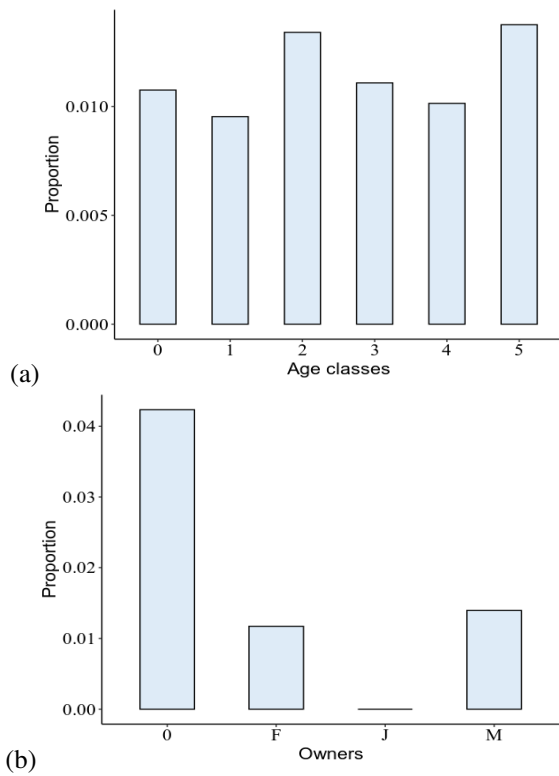 Proportion
0.010
0.005
0.000
0 1 2 3 4 5
Age classes
(a)
Proportion
0.04
0.03
0.02
0.01
0.00
0 F J M
Owners
(b)